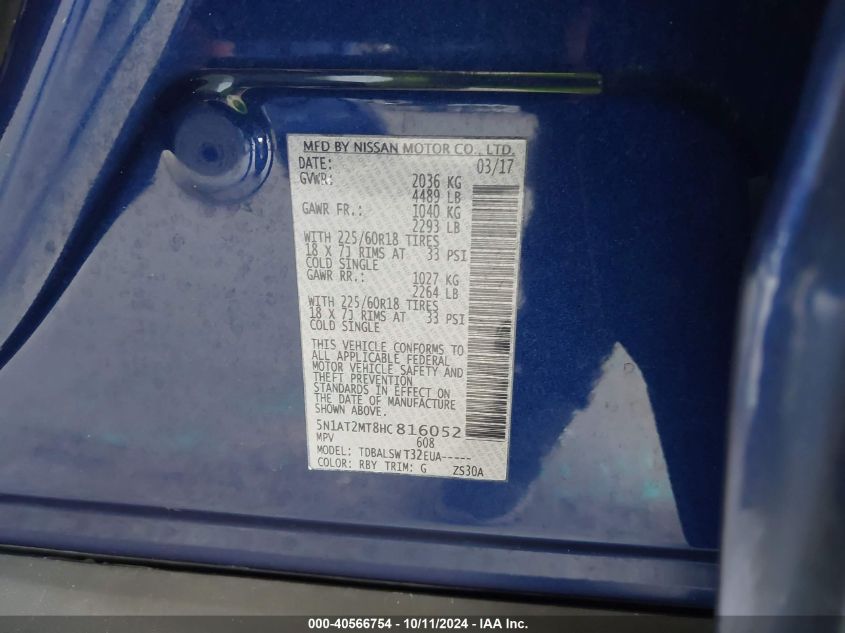 MFD BY NISSAN MOTOR CO., LTD.
DATE: 03/17
GVWR: 2036 KG
4489 LB
GAWR FR.: 1040 KG
2293 LB
WITH 225/60R18 TIRES
18 X 7J RIMS AT 33 PSI
COLD SINGLE
GAWR RR.: 1027 KG
2264 LB
WITH 225/60R18 TIRES
18 X 7J RIMS AT 33 PSI
COLD SINGLE
THIS VEHICLE CONFORMS TO
ALL APPLICABLE FEDERAL
MOTOR VEHICLE SAFETY AND
THEFT PREVENTION
STANDARDS IN EFFECT ON
THE DATE OF MANUFACTURE
SHOWN ABOVE.
5N1AT2MT8HC 816052
MPV 608
MODEL: TDBALSW T32EUA-----
COLOR: RBY TRIM: G ZS30A
000-40566754 - 10/11/2024 - IAA Inc.